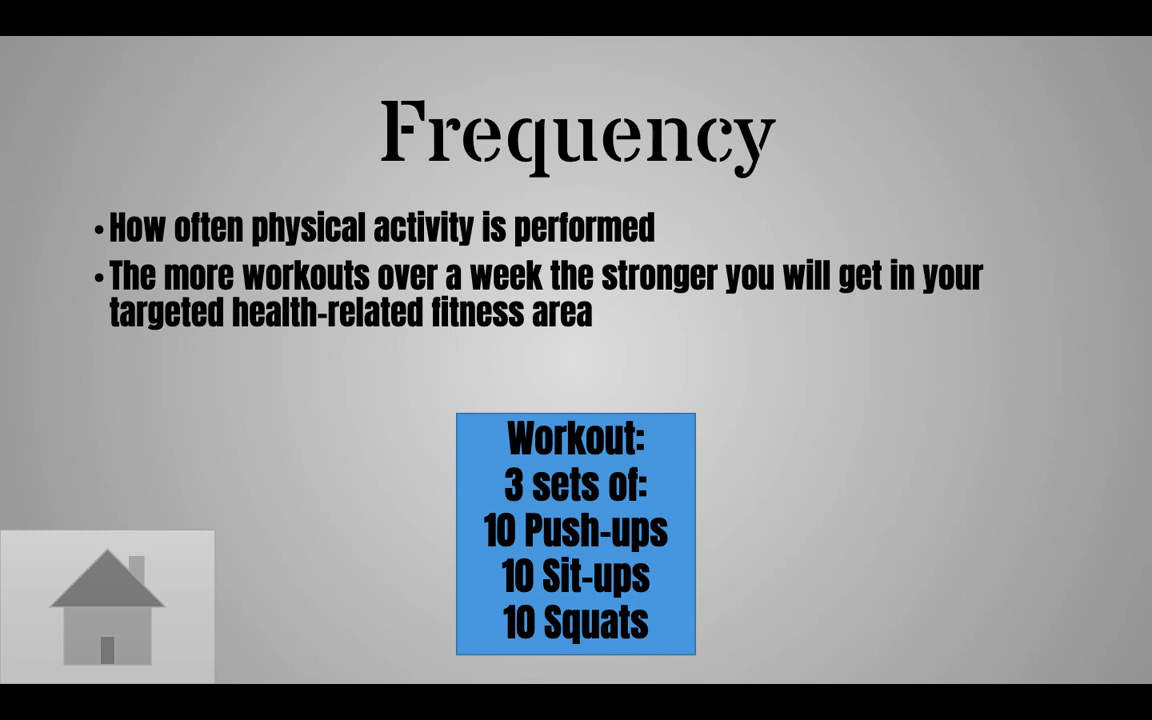 Frequency
• How often physical activity is performed
• The more workouts over a week the stronger you will get in your
targeted health-related fitness area
Workout:
3 sets of:
10 Push-ups
10 Sit-ups
10 Squats